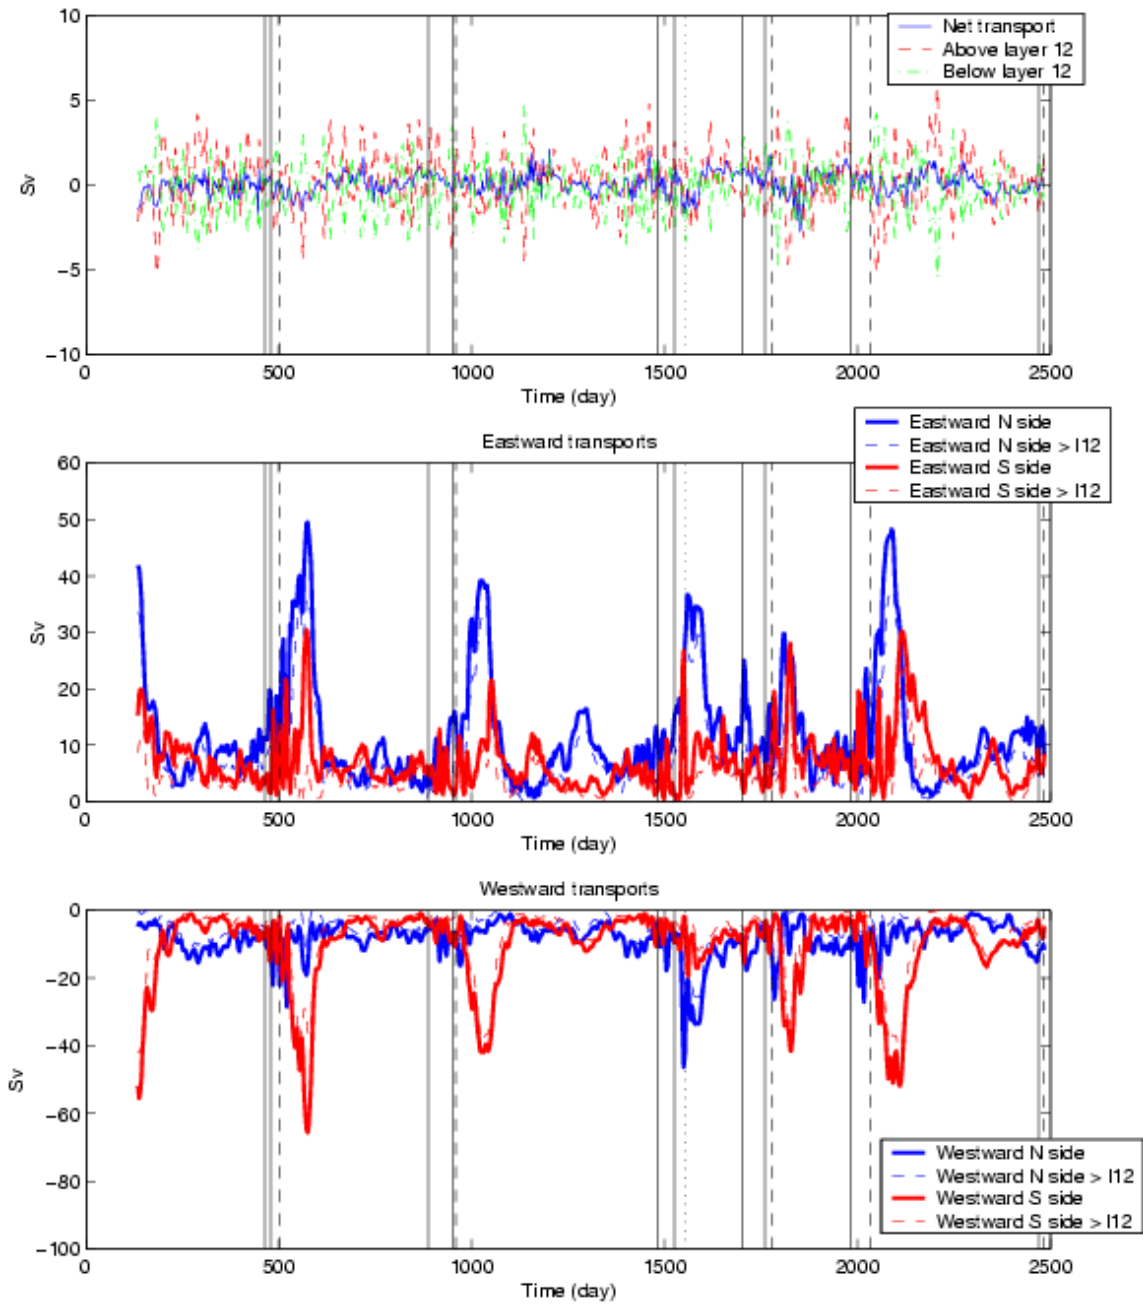 10
Net transport
Above layer 12
Below layer 12
5
Sv
0
−5
−10
0 500 1000 1500 2000 2500
Time (day)
Eastward N side
Eastward N side > l12
Eastward S side
Eastward S side > l12
Eastward transports
60
50
40
30
Sv
20
10
0
0 500 1000 1500 2000 2500
Time (day)
Westward transports
0
−20
−40
Sv
−60
−80
−100
Westward N side
Westward N side > l12
Westward S side
Westward S side > l12
0 500 1000 1500 2000 2500
Time (day)